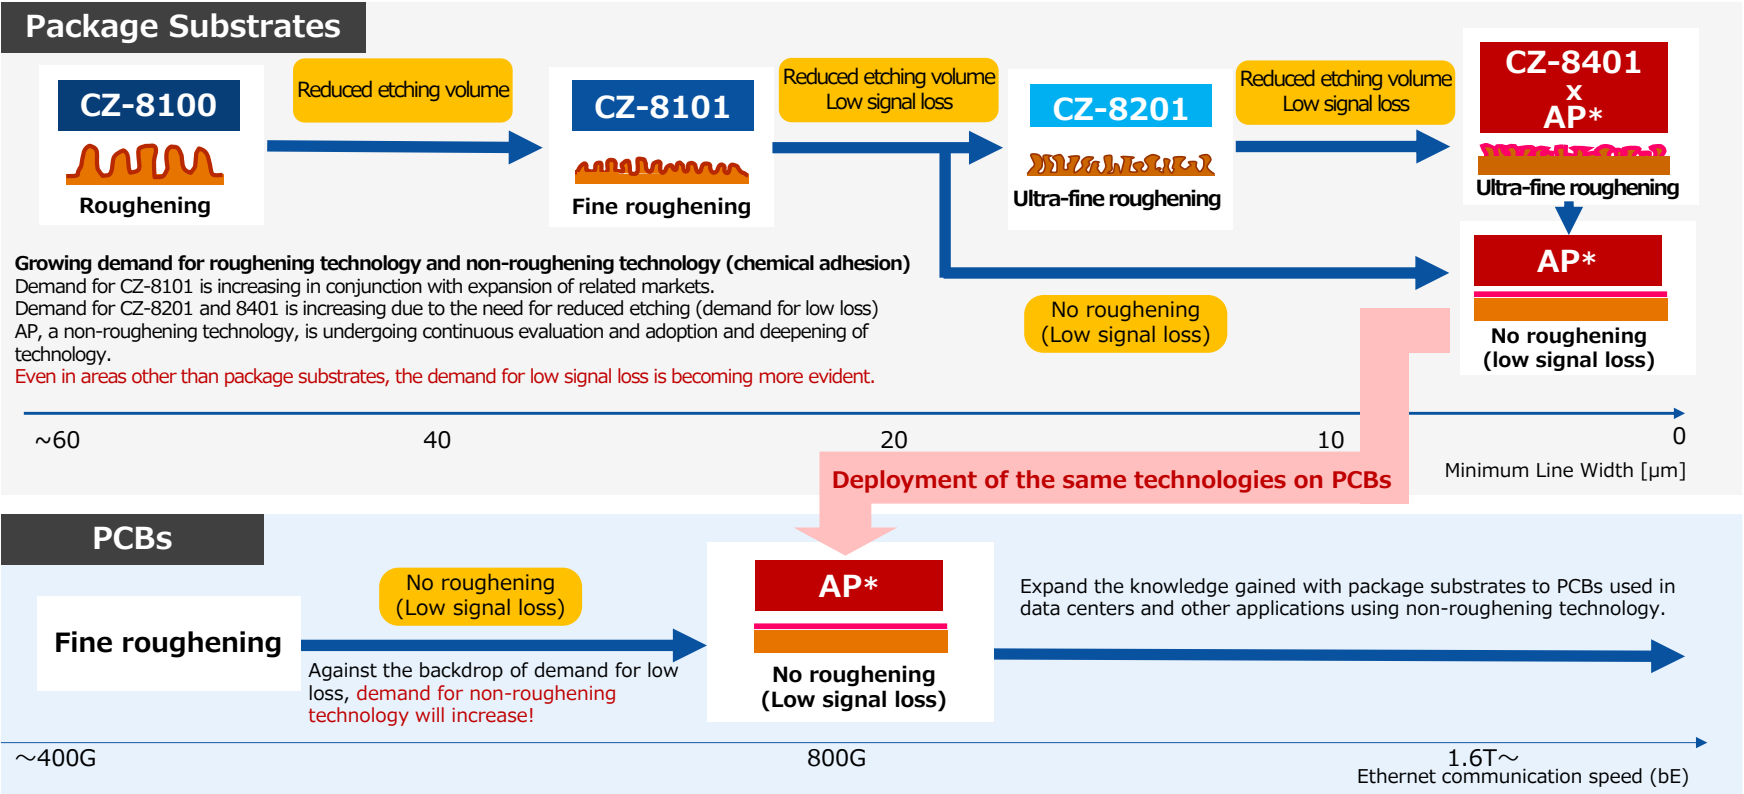 Package Substrates
CZ-8100
Roughening
Reduced etching volume
CZ-8101
Fine roughening
Reduced etching volume
Low signal loss
CZ-8201
Ultra-fine roughening
Reduced etching volume
Low signal loss
CZ-8401
x
AP*
Ultra-fine roughening
AP*
No roughening
(low signal loss)
No roughening
(Low signal loss)
Growing demand for roughening technology and non-roughening technology (chemical adhesion)
Demand for CZ-8101 is increasing in conjunction with expansion of related markets.
Demand for CZ-8201 and 8401 is increasing due to the need for reduced etching (demand for low loss)
AP, a non-roughening technology, is undergoing continuous evaluation and adoption and deepening of
technology.
Even in areas other than package substrates, the demand for low signal loss is becoming more evident.
~60 40 20 10 0
Minimum Line Width [μm]
Deployment of the same technologies on PCBs
PCBs
Fine roughening
No roughening
(Low signal loss)
Against the backdrop of demand for low
loss, demand for non-roughening
technology will increase!
AP*
No roughening
(Low signal loss)
Expand the knowledge gained with package substrates to PCBs used in
data centers and other applications using non-roughening technology.
～400G 800G 1.6T～
Ethernet communication speed (bE)